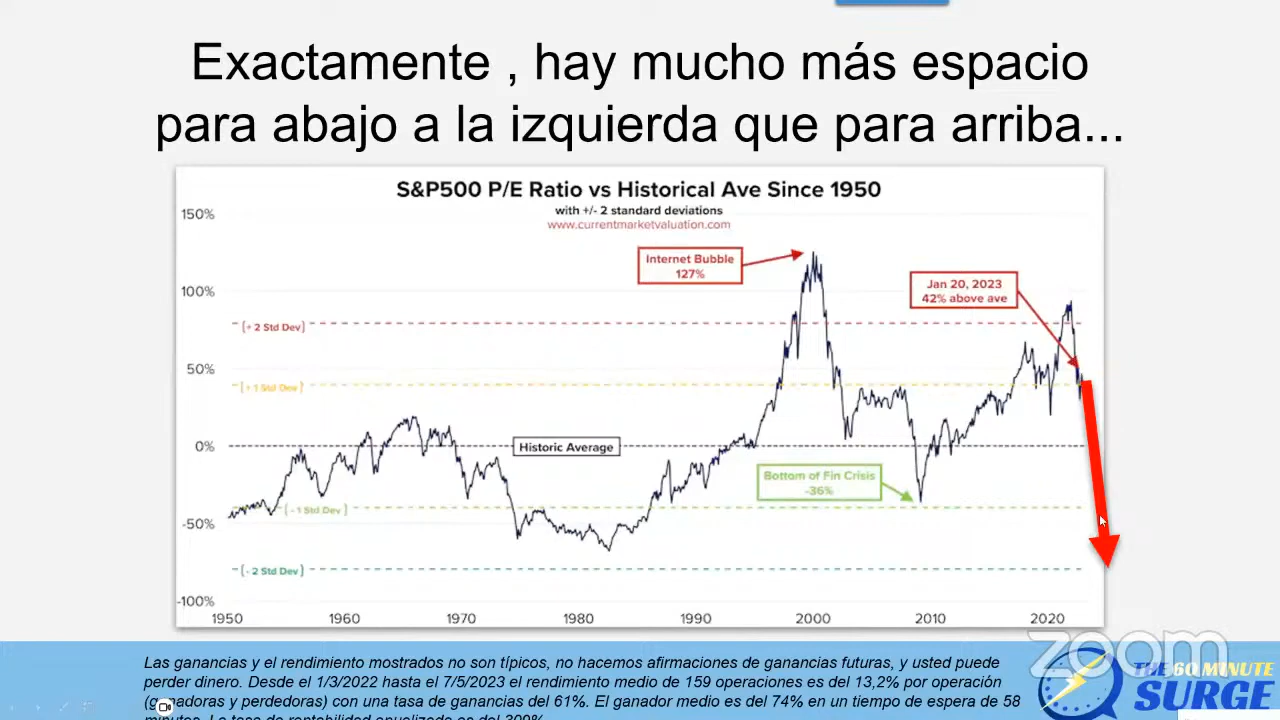 Exactamente , hay mucho más espacio
para abajo a la izquierda que para arriba...
S&P500 P/E Ratio vs Historical Ave Since 1950
with +/- 2 standard deviations
www.currentmarketvaluation.com
150%
Internet Bubble
127%
Jan 20, 2023
42% above ave
100%
[+ 2 Std Dev]
50%
[+ 1 Std Dev]
0%
Historic Average
Bottom of Fin Crisis
-36%
[- 1 Std Dev]
-50%
[- 2 Std Dev]
-100%
1950 1960 1970 1980 1990 2000 2010 2020
zoom
Las ganancias y el rendimiento mostrados no son típicos, no hacemos afirmaciones de ganancias futuras, y usted puede
perder dinero. Desde el 1/3/2022 hasta el 7/5/2023 el rendimiento medio de 159 operaciones es del 13,2% por operación
(ganadoras y perdedoras) con una tasa de ganancias del 61%. El ganador medio es del 74% en un tiempo de espera de 58
THE 60 MINUTE
SURGE